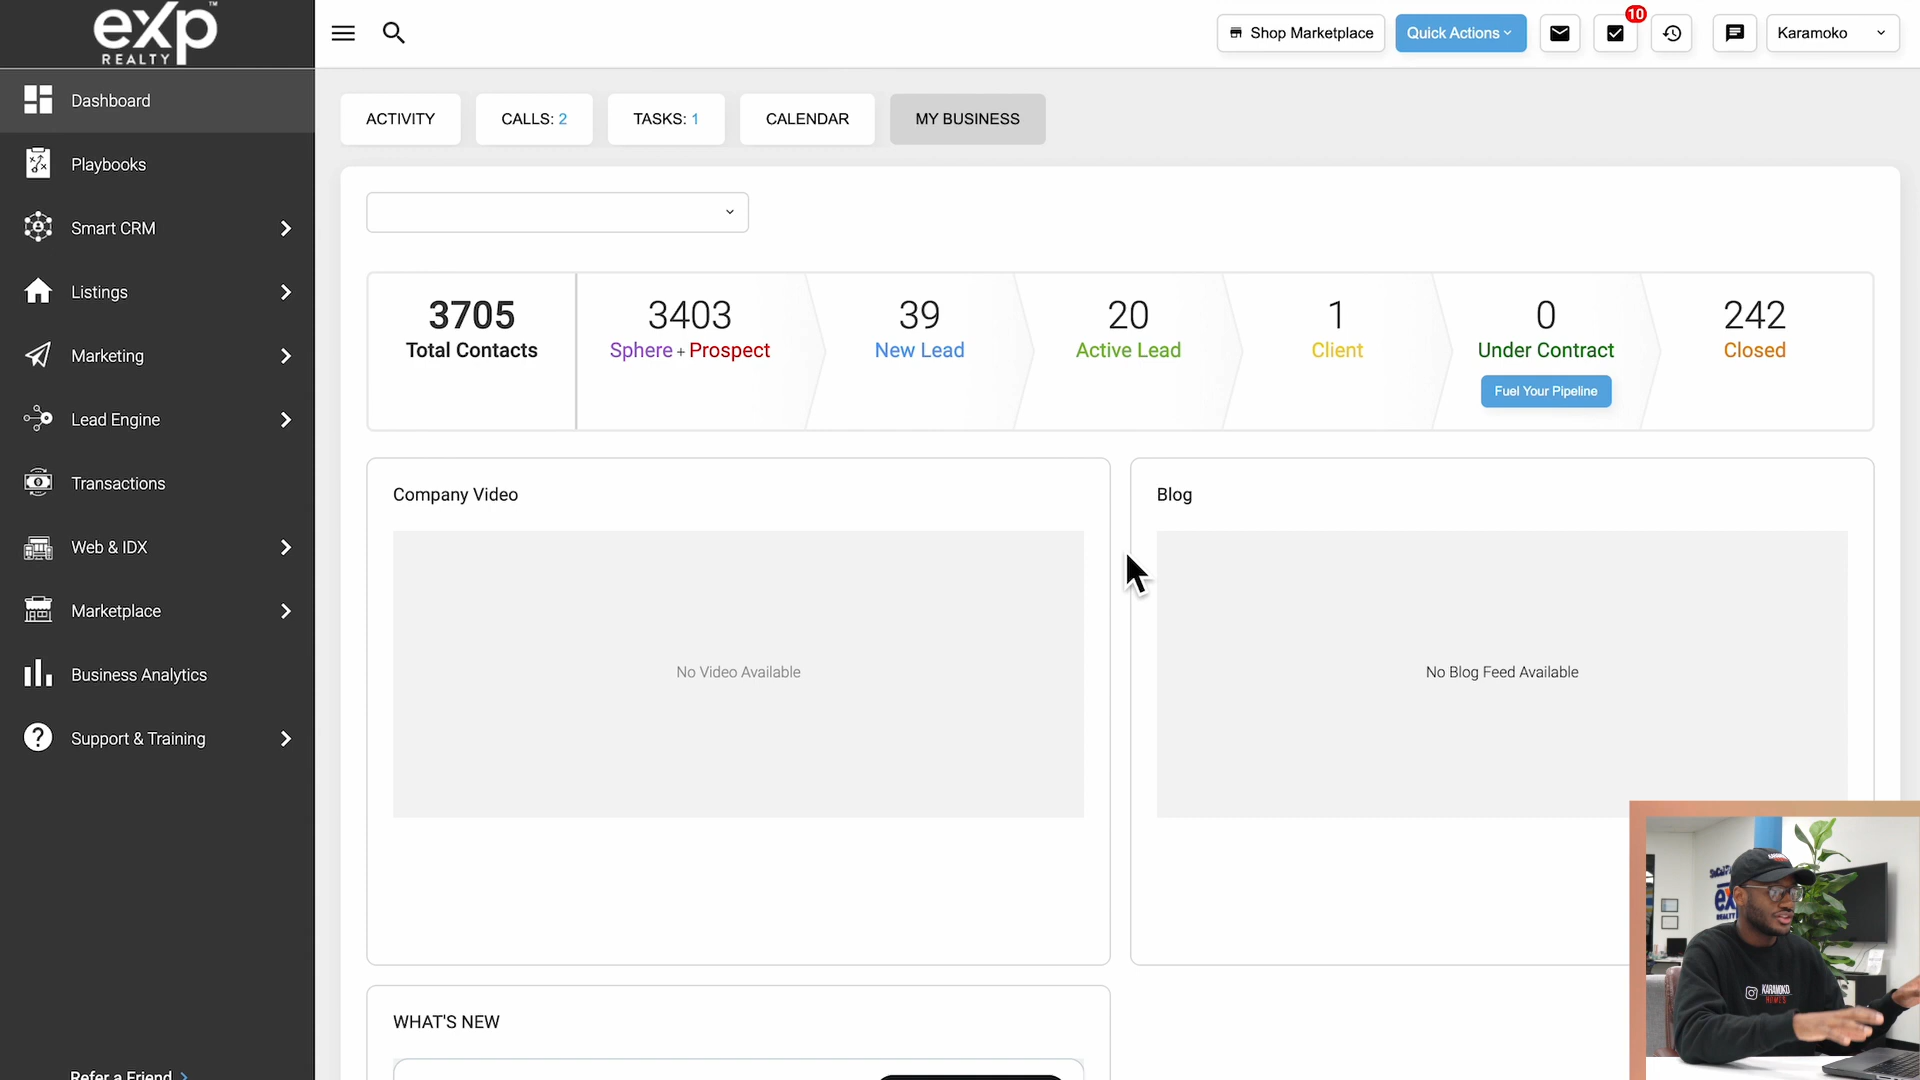 eXp™
REALTY
Shop Marketplace
Quick Actions
10
Karamoko
Dashboard
Playbooks
Smart CRM
Listings
Marketing
Lead Engine
Transactions
Web & IDX
Marketplace
Business Analytics
Support & Training
Refer a Friend
ACTIVITY
CALLS: 2
TASKS: 1
CALENDAR
MY BUSINESS
3705
Total Contacts
3403
Sphere + Prospect
39
New Lead
20
Active Lead
1
Client
0
Under Contract
Fuel Your Pipeline
242
Closed
Company Video
No Video Available
Blog
No Blog Feed Available
WHAT'S NEW
KARAMOKO
HOMES